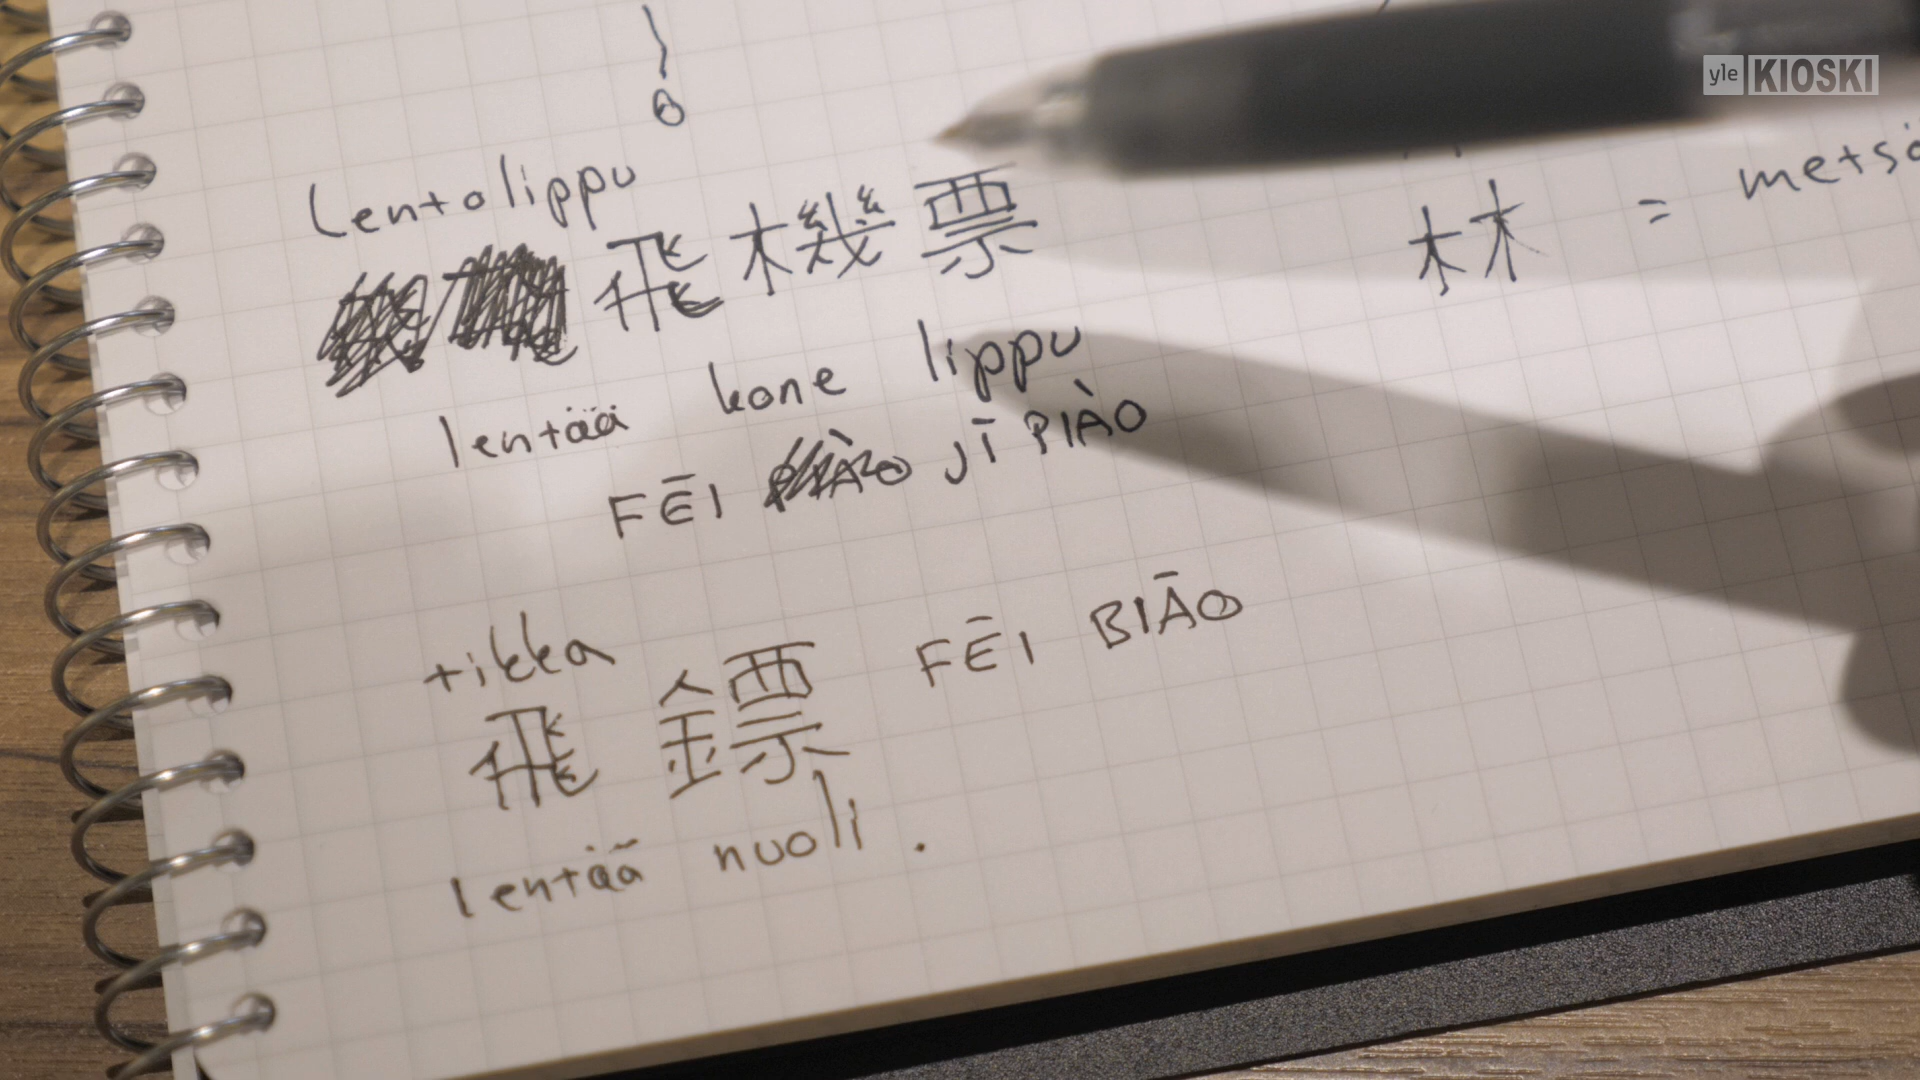 yle KIOSKI
lentolippu
飛機票
林 = metsä
lentää kone lippu
FĒI JĪ PIÀO
tikka
飛鏢 FĒI BIĀO
lentää nuoli.